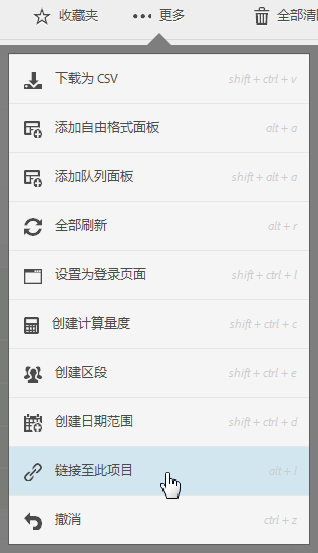 收藏夹 更多 全部清
下载为 CSV shift + ctrl + v
添加自由格式面板 alt + a
添加队列面板 shift + alt + a
全部刷新 alt + r
设置为登录页面 shift + ctrl + l
创建计算量度 shift + ctrl + c
创建区段 shift + ctrl + e
创建日期范围 shift + ctrl + d
链接至此项目 alt + l
撤消 ctrl + z